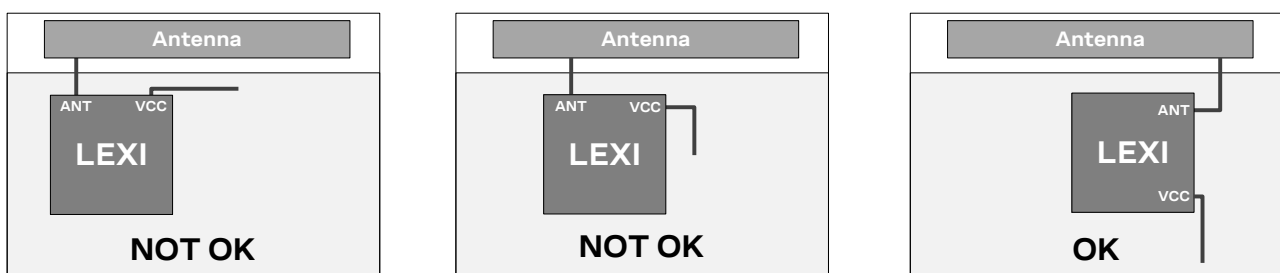 Antenna
ANT VCC
LEXI
NOT OK
Antenna
ANT VCC
LEXI
NOT OK
Antenna
ANT
LEXI
VCC
OK